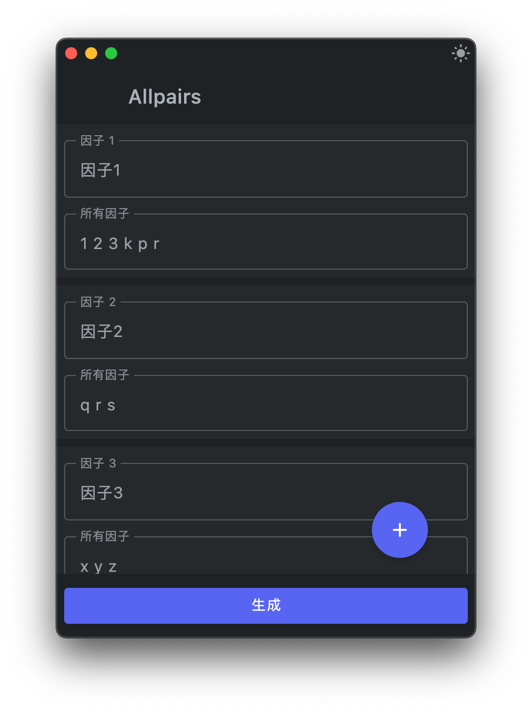 Allpairs
因子 1
因子1
所有因子
1 2 3 k p r
因子 2
因子2
所有因子
q r s
因子 3
因子3
所有因子
x y z
+
生成